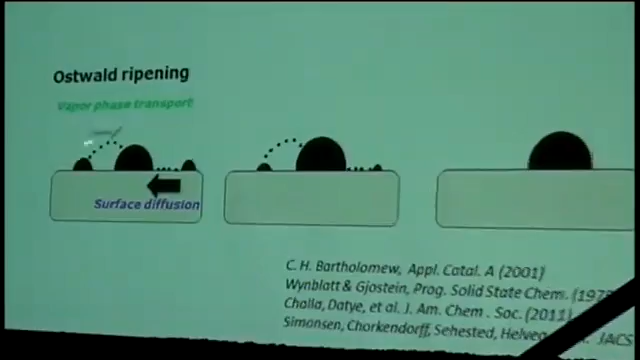 Ostwald ripening
Vapor phase transport
Surface diffusion
C. H. Bartholomew, Appl. Catal. A (2001)
Wynblatt & Gjostein, Prog. Solid State Chem.
Challa, Datye, et al. J. Am. Chem. Soc. (2011)
Simonsen, Chorkendorff, Sehested, JACS